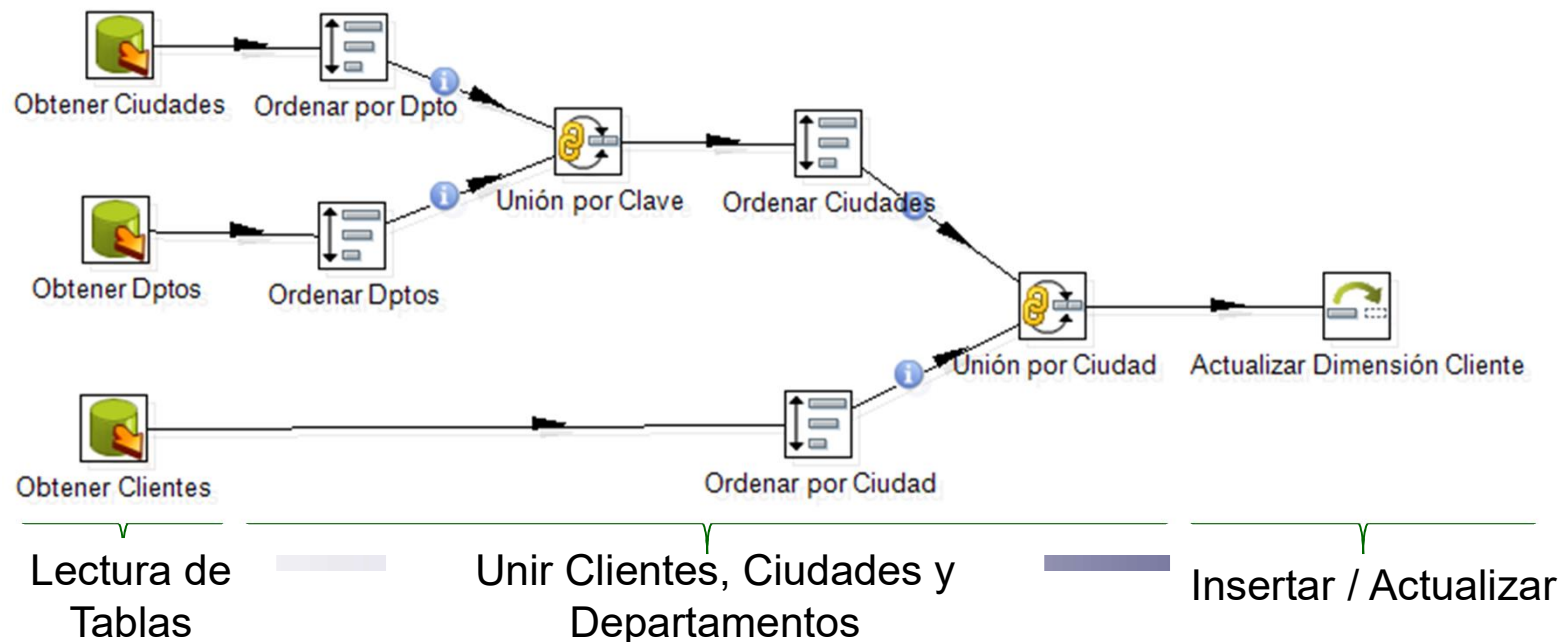 Obtener Ciudades
Ordenar por Dpto
Unión por Clave
Ordenar Ciudades
Obtener Dptos
Ordenar Dptos
Unión por Ciudad
Actualizar Dimensión Cliente
Obtener Clientes
Ordenar por Ciudad
Lectura de
Tablas
Unir Clientes, Ciudades y
Departamentos
Insertar / Actualizar